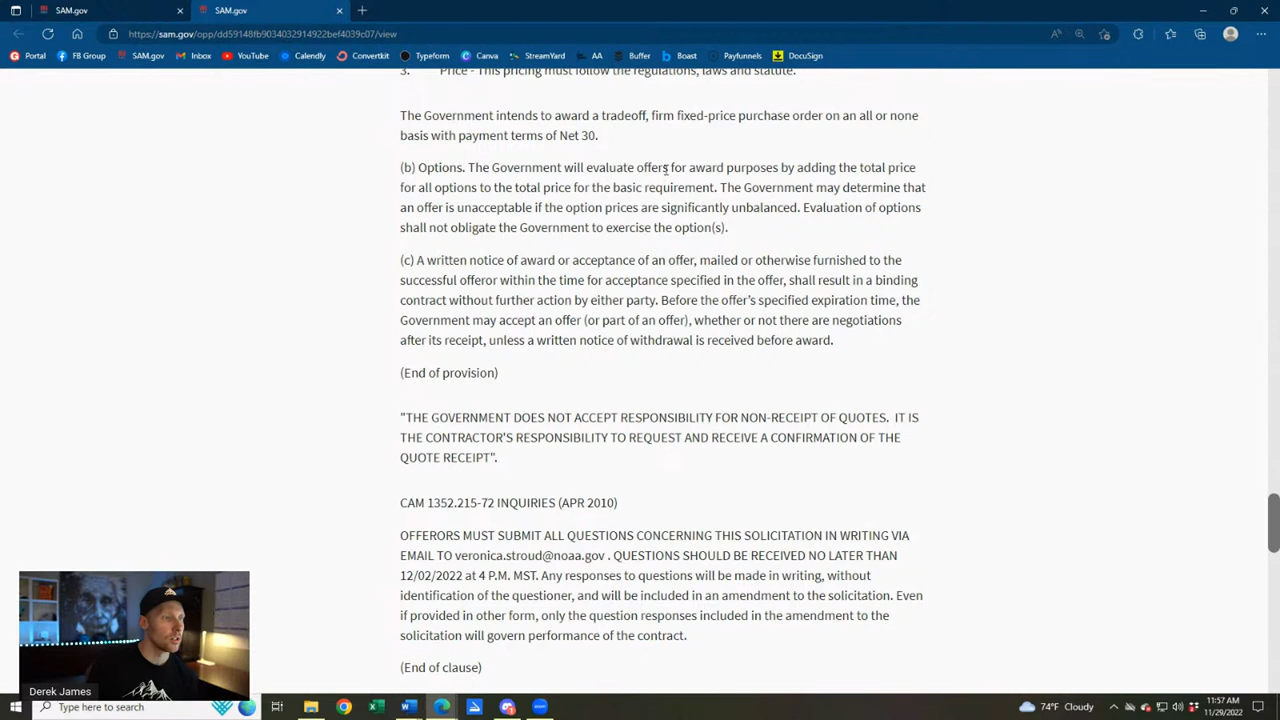 SAM.gov
SAM.gov
https://sam.gov/opp/dd59148fb9034032914922bef4039c07/view
Portal
FB Group
SAM.gov
Inbox
YouTube
Calendly
Convertkit
Typeform
Canva
StreamYard
AA
Buffer
Boast
Payfunnels
DocuSign
3. Price - This pricing must follow the regulations, laws and statute.
The Government intends to award a tradeoff, firm fixed-price purchase order on an all or none
basis with payment terms of Net 30.
(b) Options. The Government will evaluate offers for award purposes by adding the total price
for all options to the total price for the basic requirement. The Government may determine that
an offer is unacceptable if the option prices are significantly unbalanced. Evaluation of options
shall not obligate the Government to exercise the option(s).
(c) A written notice of award or acceptance of an offer, mailed or otherwise furnished to the
successful offeror within the time for acceptance specified in the offer, shall result in a binding
contract without further action by either party. Before the offer's specified expiration time, the
Government may accept an offer (or part of an offer), whether or not there are negotiations
after its receipt, unless a written notice of withdrawal is received before award.
(End of provision)
"THE GOVERNMENT DOES NOT ACCEPT RESPONSIBILITY FOR NON-RECEIPT OF QUOTES. IT IS
THE CONTRACTOR'S RESPONSIBILITY TO REQUEST AND RECEIVE A CONFIRMATION OF THE
QUOTE RECEIPT".
CAM 1352.215-72 INQUIRIES (APR 2010)
OFFERORS MUST SUBMIT ALL QUESTIONS CONCERNING THIS SOLICITATION IN WRITING VIA
EMAIL TO veronica.stroud@noaa.gov . QUESTIONS SHOULD BE RECEIVED NO LATER THAN
12/02/2022 at 4 P.M. MST. Any responses to questions will be made in writing, without
identification of the questioner, and will be included in an amendment to the solicitation. Even
if provided in other form, only the question responses included in the amendment to the
solicitation will govern performance of the contract.
(End of clause)
Derek James
Type here to search
74°F Cloudy
11:57 AM
11/29/2022